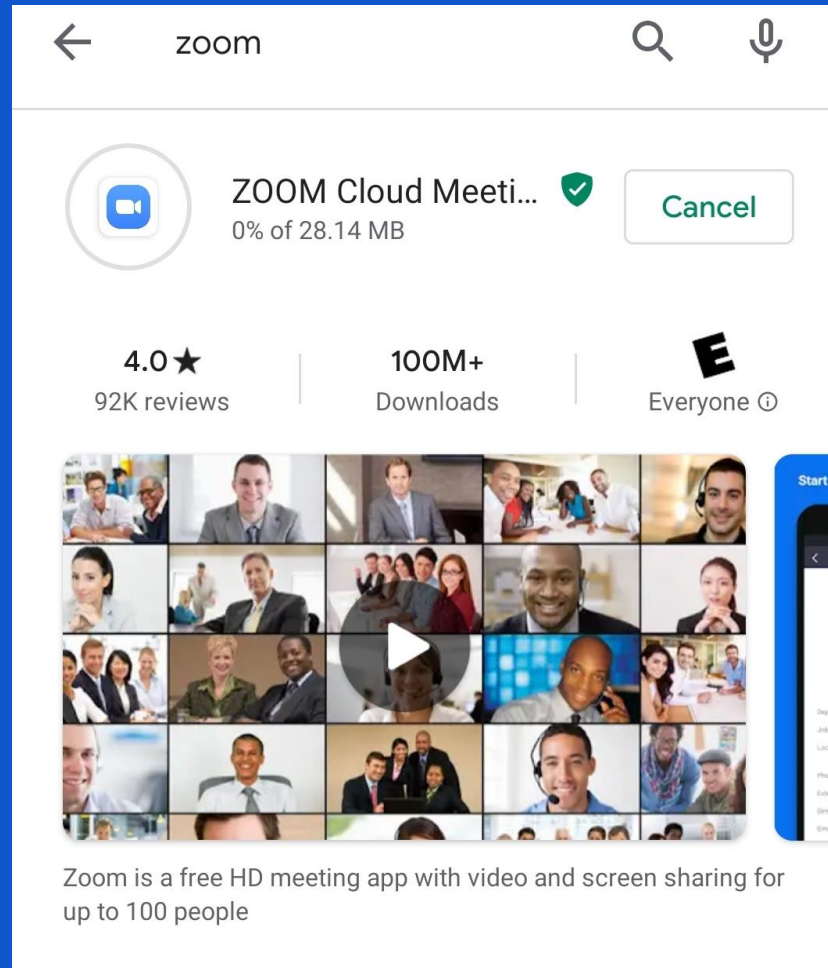 zoom
ZOOM Cloud Meeti...
0% of 28.14 MB
Cancel
4.0★
92K reviews
100M+
Downloads
E
Everyone
Start
Zoom is a free HD meeting app with video and screen sharing for
up to 100 people